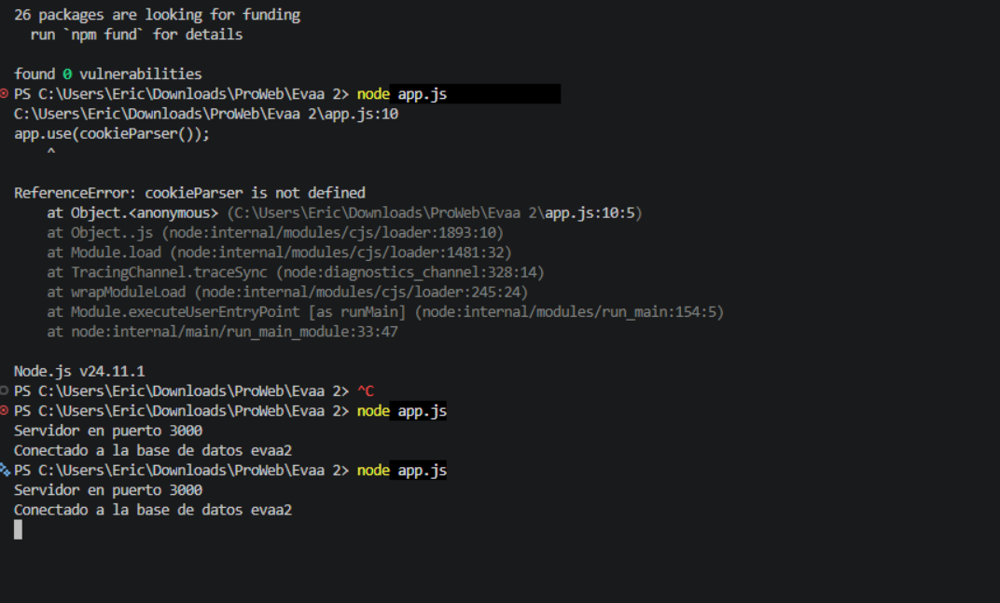 26 packages are looking for funding
  run `npm fund` for details
found 0 vulnerabilities
PS C:\Users\Eric\Downloads\ProWeb\Evaa 2> node app.js
C:\Users\Eric\Downloads\ProWeb\Evaa 2\app.js:10
app.use(cookieParser());
    ^
ReferenceError: cookieParser is not defined
    at Object.<anonymous> (C:\Users\Eric\Downloads\ProWeb\Evaa 2\app.js:10:5)
    at Object..js (node:internal/modules/cjs/loader:1893:10)
    at Module.load (node:internal/modules/cjs/loader:1481:32)
    at TracingChannel.traceSync (node:diagnostics_channel:328:14)
    at wrapModuleLoad (node:internal/modules/cjs/loader:245:24)
    at Module.executeUserEntryPoint [as runMain] (node:internal/modules/run_main:154:5)
    at node:internal/main/run_main_module:33:47
Node.js v24.11.1
PS C:\Users\Eric\Downloads\ProWeb\Evaa 2> ^C
PS C:\Users\Eric\Downloads\ProWeb\Evaa 2> node app.js
Servidor en puerto 3000
Conectado a la base de datos evaa2
PS C:\Users\Eric\Downloads\ProWeb\Evaa 2> node app.js
Servidor en puerto 3000
Conectado a la base de datos evaa2